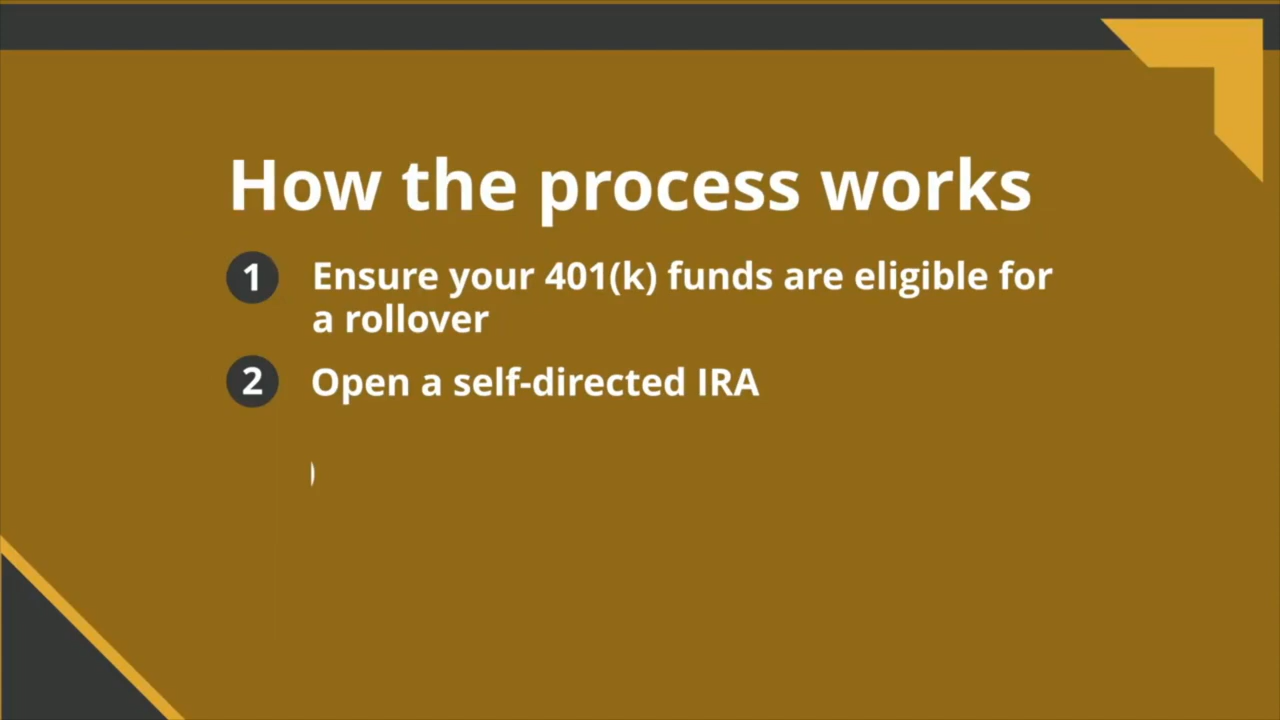 How the process works
1 Ensure your 401(k) funds are eligible for
a rollover
2 Open a self-directed IRA